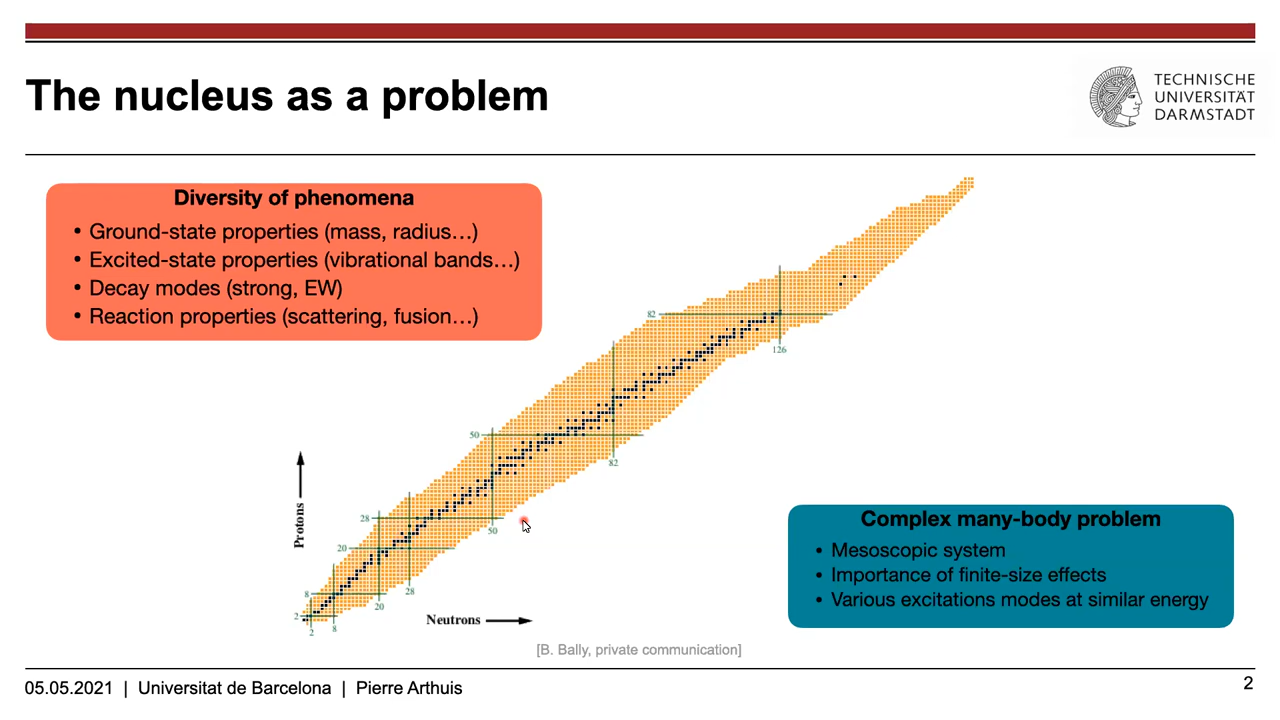 The nucleus as a problem
TECHNISCHE
UNIVERSITÄT
DARMSTADT
Diversity of phenomena
• Ground-state properties (mass, radius…)
• Excited-state properties (vibrational bands…)
• Decay modes (strong, EW)
• Reaction properties (scattering, fusion…)
82
126
50
82
Protons
28
50
20
28
8
20
2
8
2
Neutrons
Complex many-body problem
• Mesoscopic system
• Importance of finite-size effects
• Various excitations modes at similar energy
[B. Bally, private communication]
05.05.2021 | Universitat de Barcelona | Pierre Arthuis
2